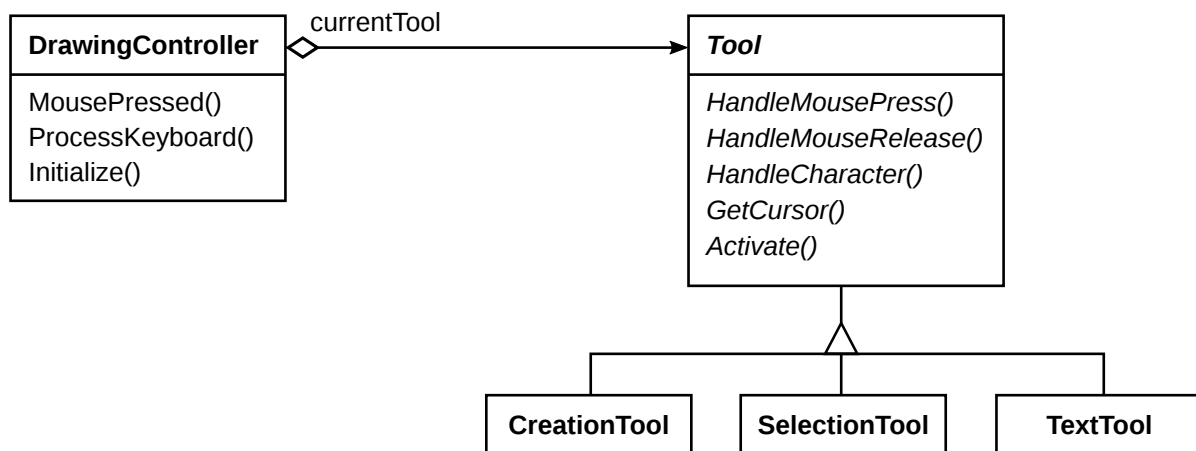 currentTool
DrawingController
MousePressed()
ProcessKeyboard()
Initialize()
Tool
HandleMousePress()
HandleMouseRelease()
HandleCharacter()
GetCursor()
Activate()
CreationTool
SelectionTool
TextTool